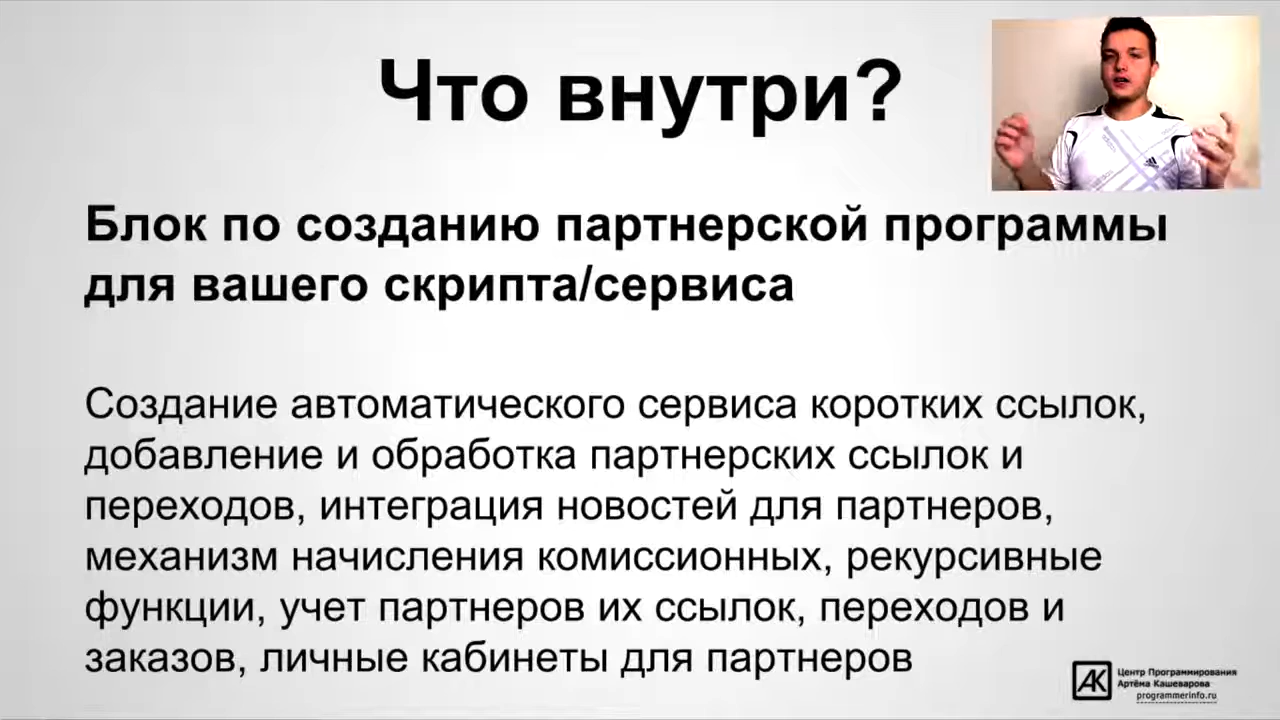 Что внутри?
Блок по созданию партнерской программы
для вашего скрипта/сервиса
Создание автоматического сервиса коротких ссылок,
добавление и обработка партнерских ссылок и
переходов, интеграция новостей для партнеров,
механизм начисления комиссионных, рекурсивные
функции, учет партнеров их ссылок, переходов и
заказов, личные кабинеты для партнеров
АК
Центр Программирования
Артёма Кашеварова
programmerinfo.ru